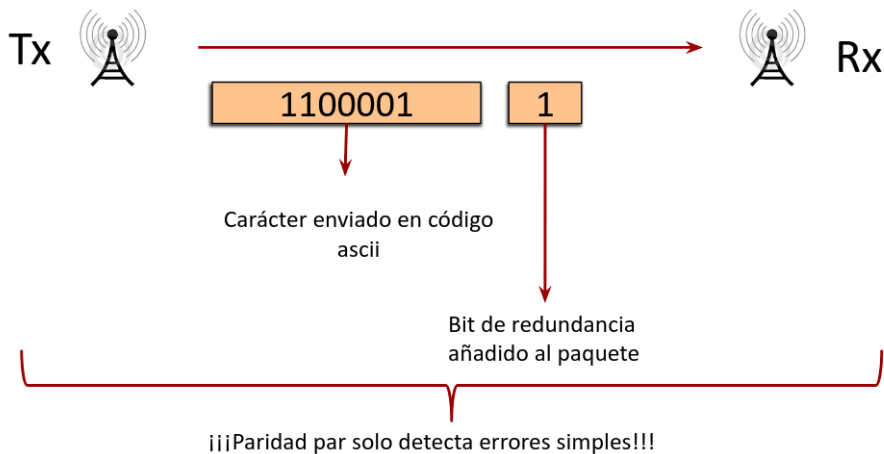 Tx
Rx
1100001
1
Carácter enviado en código
ascii
Bit de redundancia
añadido al paquete
¡¡¡Paridad par solo detecta errores simples!!!